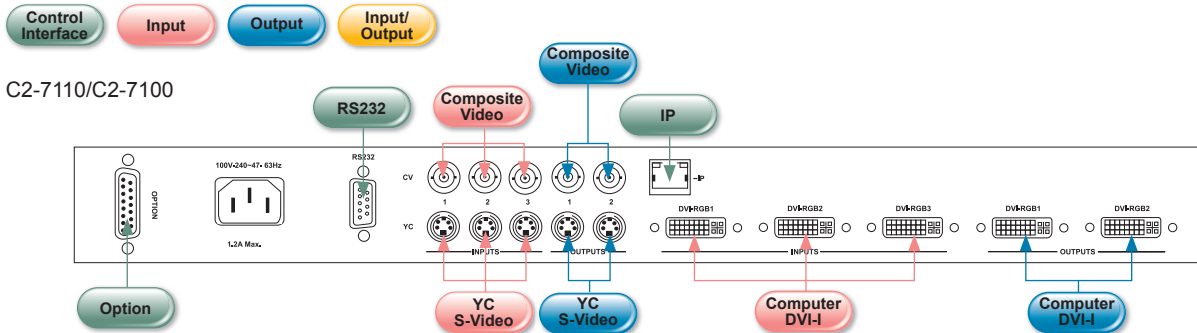 Control
Interface
Input
Output
Input/
Output
C2-7110/C2-7100
Composite
Video
Composite
Video
RS232
IP
100V-240~47- 63Hz
RS232
CV
-IP
OPTION
1 2 3 1 2
DVI-RGB1 DVI-RGB2 DVI-RGB3 DVI-RGB1 DVI-RGB2
YC
1.2A Max.
INPUTS OUTPUTS INPUTS OUTPUTS
Option
YC
S-Video
YC
S-Video
Computer
DVI-I
Computer
DVI-I